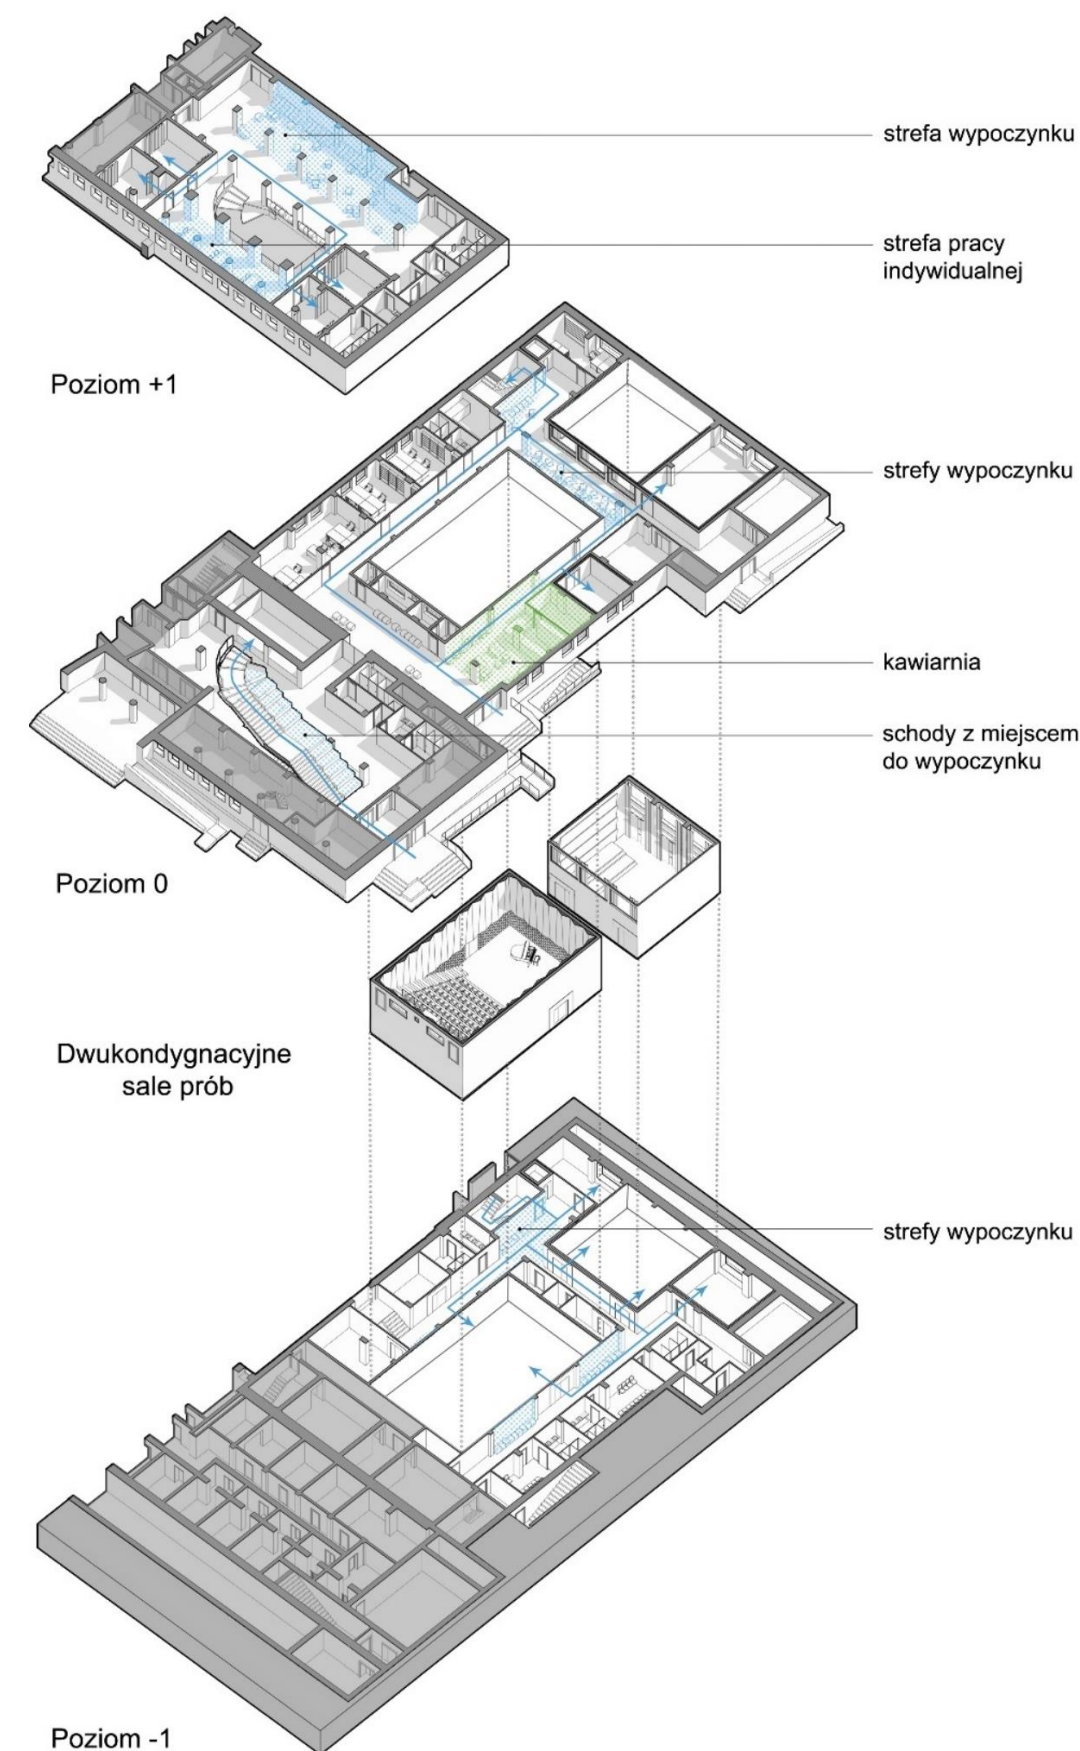 strefa wypoczynku
strefa pracy
indywidualnej
Poziom +1
strefy wypoczynku
kawiarnia
schody z miejscem
do wypoczynku
Poziom 0
Dwukondygnacyjne
sale prób
strefy wypoczynku
Poziom -1